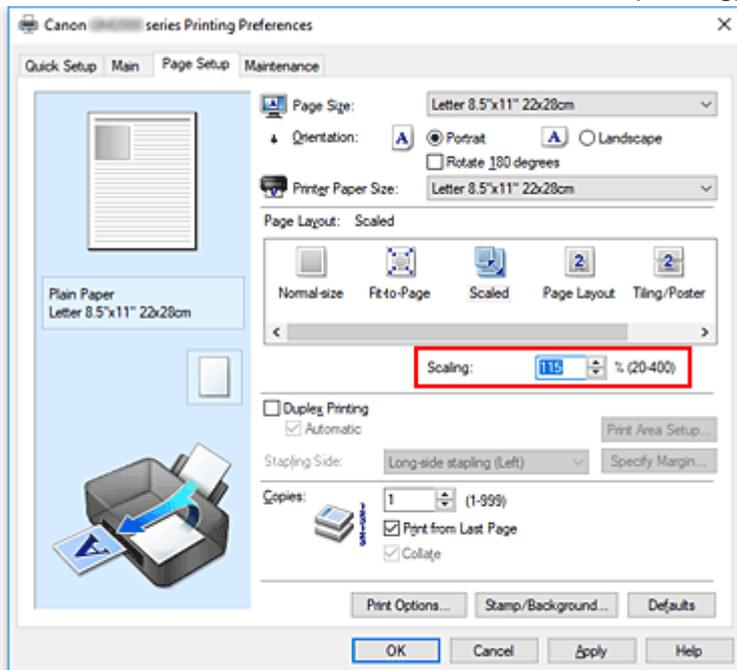 Canon series Printing Preferences
Quick Setup Main Page Setup Maintenance
Page Size: Letter 8.5"x11" 22x28cm
Orientation: A Portrait A Landscape
Rotate 180 degrees
Printer Paper Size: Letter 8.5"x11" 22x28cm
Page Layout: Scaled
2 2
Normal-size Fit-to-Page Scaled Page Layout Tiling/Poster
Plain Paper
Letter 8.5"x11" 22x28cm
Scaling: 115 % (20-400)
Duplex Printing
Automatic Print Area Setup...
Stapling Side: Long-side stapling (Left) Specify Margin...
Copies: 1 (1-999)
Print from Last Page
Collate
A
Print Options... Stamp/Background... Defaults
OK Cancel Apply Help